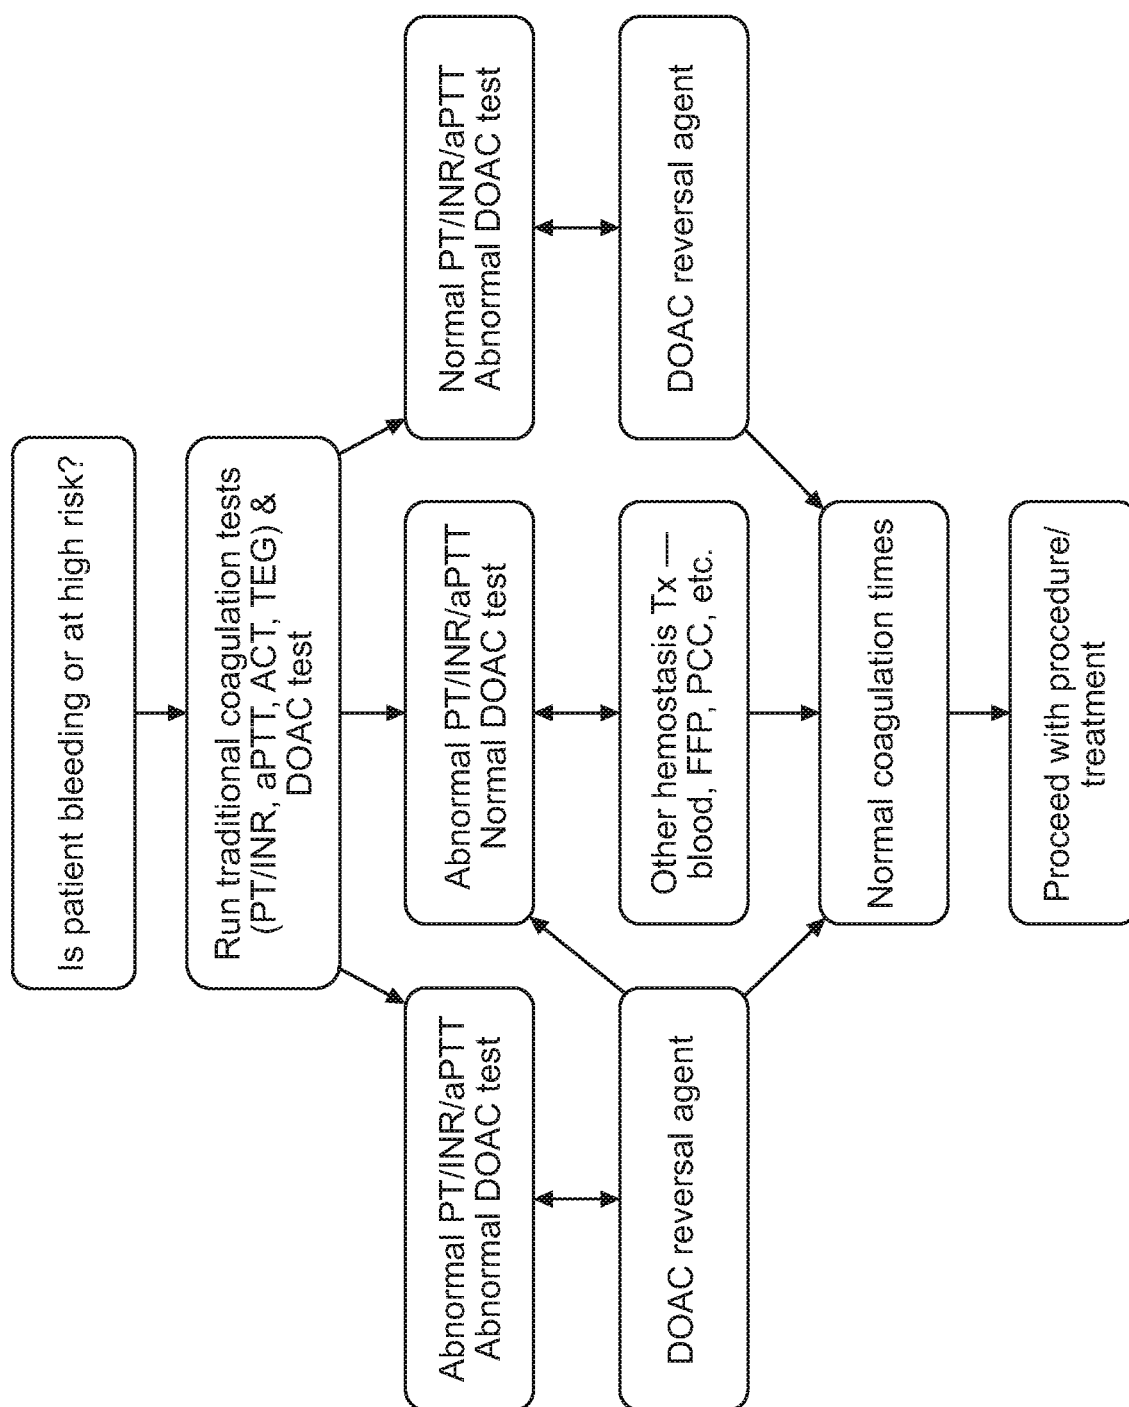 Is patient bleeding or at high risk?
Run traditional coagulation tests
(PT/INR, aPTT, ACT, TEG) &
DOAC test
Abnormal PT/INR/aPTT
Abnormal DOAC test
Abnormal PT/INR/aPTT
Normal DOAC test
Normal PT/INR/aPTT
Abnormal DOAC test
DOAC reversal agent
Other hemostasis Tx —
blood, FFP, PCC, etc.
DOAC reversal agent
Normal coagulation times
Proceed with procedure/
treatment